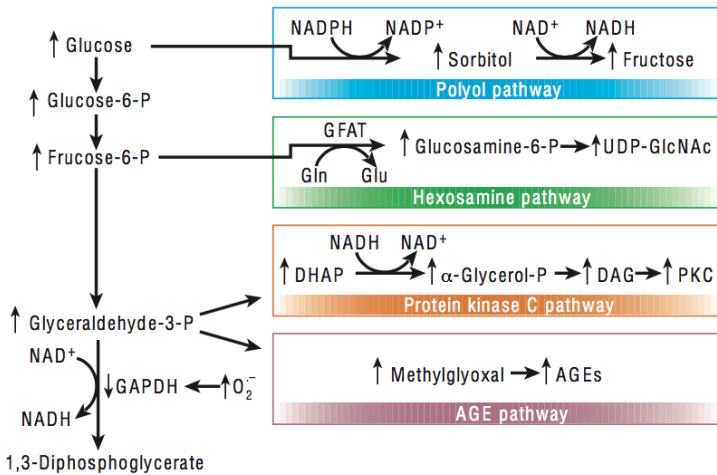 ↑ Glucose
NADPH NADP+ NAD+ NADH
↑ Sorbitol ↑ Fructose
Polyol pathway
↑ Glucose-6-P
↑ Frucose-6-P
GFAT
↑ Glucosamine-6-P → ↑ UDP-GlcNAc
Gln Glu
Hexosamine pathway
NADH NAD+
↑ DHAP ↑ α-Glycerol-P → ↑ DAG → ↑ PKC
Protein kinase C pathway
↑ Glyceraldehyde-3-P
NAD+
↓ GAPDH ← ↑ O2·−
NADH
1,3-Diphosphoglycerate
↑ Methylglyoxal → ↑ AGEs
AGE pathway